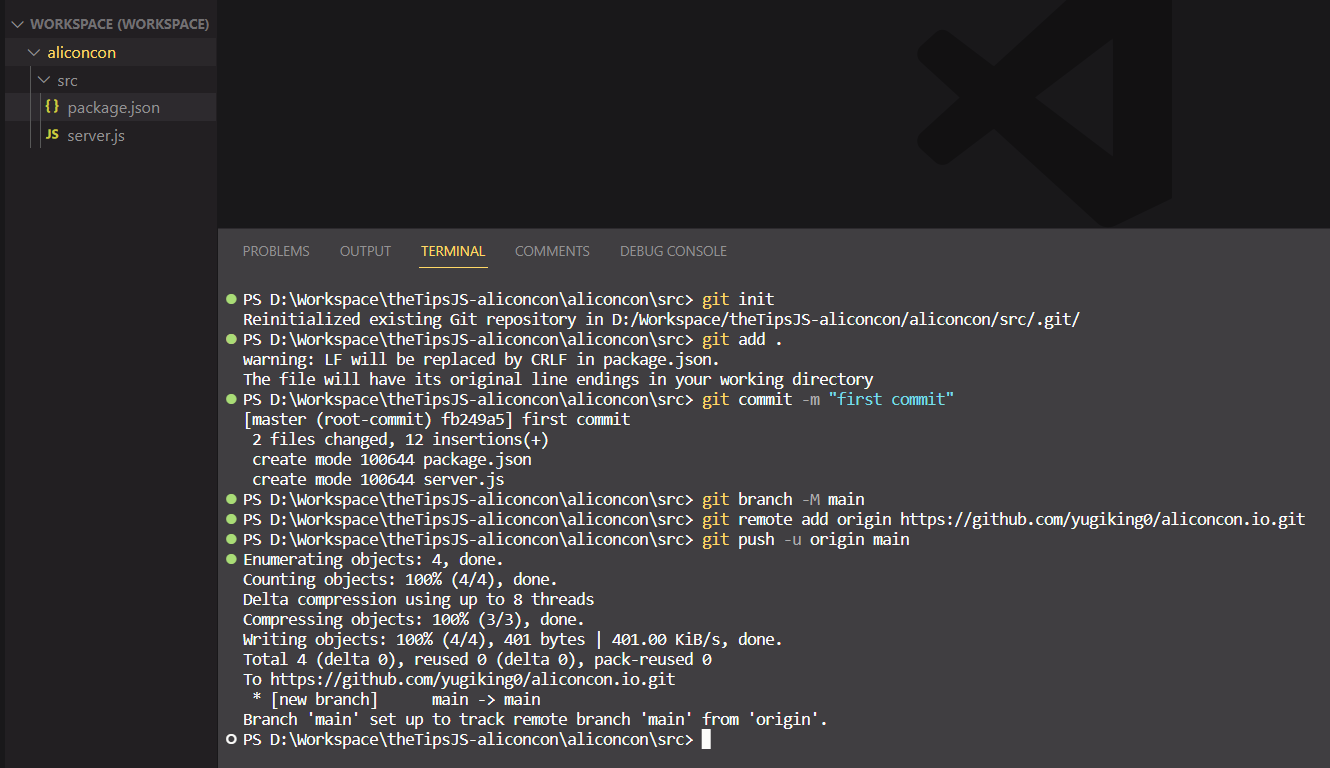 WORKSPACE (WORKSPACE)
aliconcon
src
{} package.json
JS server.js
PROBLEMS OUTPUT TERMINAL COMMENTS DEBUG CONSOLE
PS D:\Workspace\theTipsJS-aliconcon\aliconcon\src> git init
Reinitialized existing Git repository in D:/Workspace/theTipsJS-aliconcon/aliconcon/src/.git/
PS D:\Workspace\theTipsJS-aliconcon\aliconcon\src> git add .
warning: LF will be replaced by CRLF in package.json.
The file will have its original line endings in your working directory
PS D:\Workspace\theTipsJS-aliconcon\aliconcon\src> git commit -m "first commit"
[master (root-commit) fb249a5] first commit
 2 files changed, 12 insertions(+)
 create mode 100644 package.json
 create mode 100644 server.js
PS D:\Workspace\theTipsJS-aliconcon\aliconcon\src> git branch -M main
PS D:\Workspace\theTipsJS-aliconcon\aliconcon\src> git remote add origin https://github.com/yugiking0/aliconcon.io.git
PS D:\Workspace\theTipsJS-aliconcon\aliconcon\src> git push -u origin main
Enumerating objects: 4, done.
Counting objects: 100% (4/4), done.
Delta compression using up to 8 threads
Compressing objects: 100% (3/3), done.
Writing objects: 100% (4/4), 401 bytes | 401.00 KiB/s, done.
Total 4 (delta 0), reused 0 (delta 0), pack-reused 0
To https://github.com/yugiking0/aliconcon.io.git
 * [new branch]      main -> main
Branch 'main' set up to track remote branch 'main' from 'origin'.
PS D:\Workspace\theTipsJS-aliconcon\aliconcon\src>